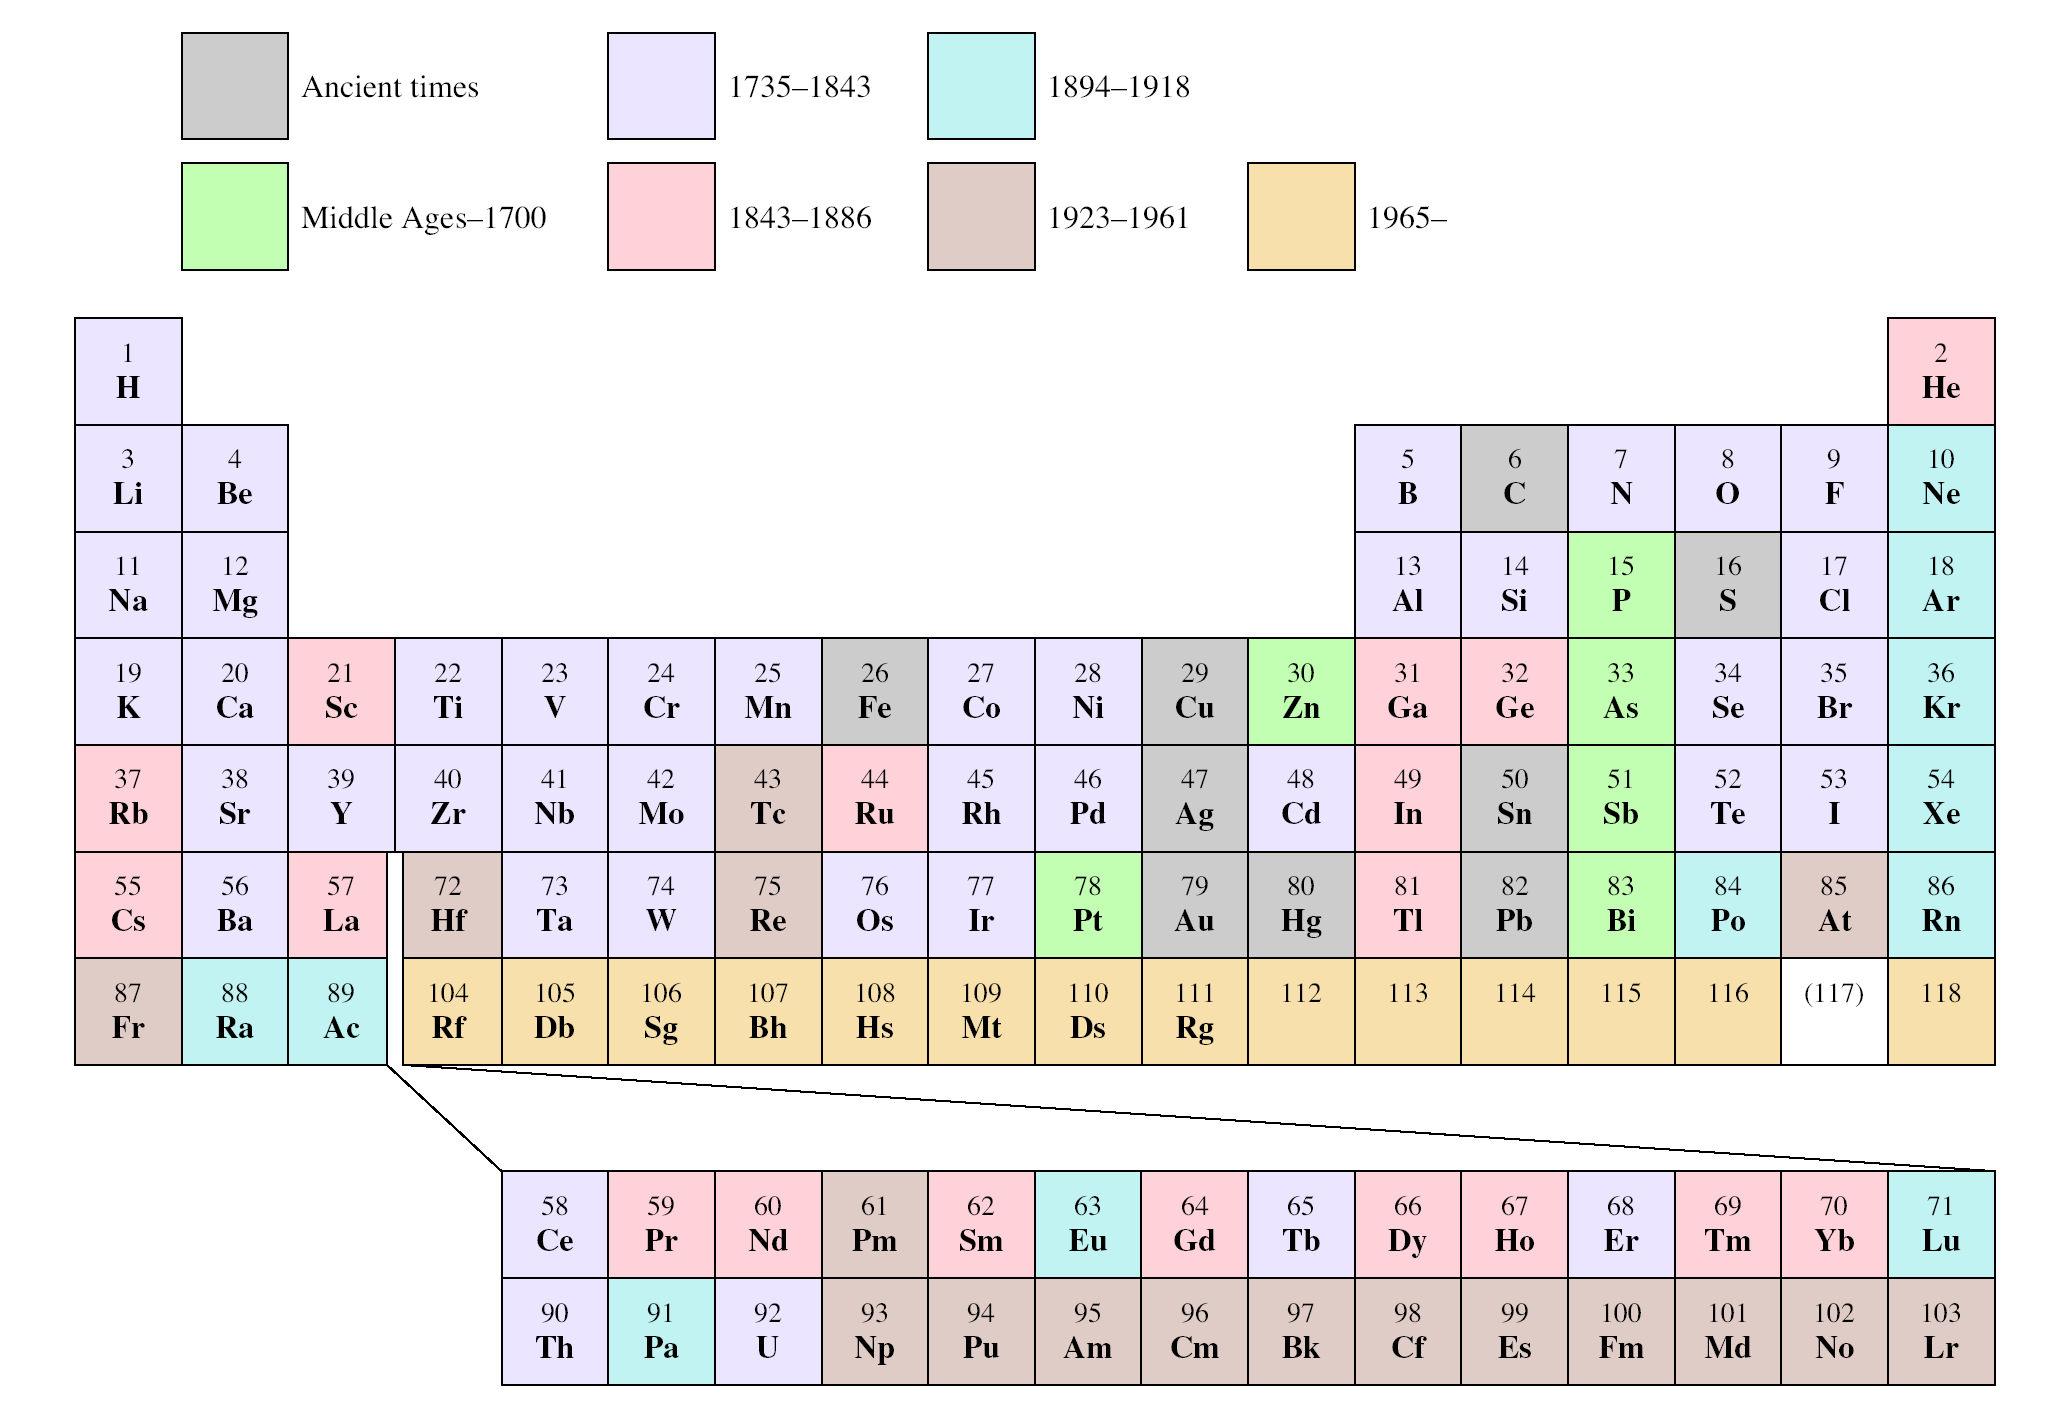 Ancient times 1735–1843 1894–1918
Middle Ages–1700 1843–1886 1923–1961 1965–
1 2
H He
3 4 5 6 7 8 9 10
Li Be B C N O F Ne
11 12 13 14 15 16 17 18
Na Mg Al Si P S Cl Ar
19 20 21 22 23 24 25 26 27 28 29 30 31 32 33 34 35 36
K Ca Sc Ti V Cr Mn Fe Co Ni Cu Zn Ga Ge As Se Br Kr
37 38 39 40 41 42 43 44 45 46 47 48 49 50 51 52 53 54
Rb Sr Y Zr Nb Mo Tc Ru Rh Pd Ag Cd In Sn Sb Te I Xe
55 56 57 72 73 74 75 76 77 78 79 80 81 82 83 84 85 86
Cs Ba La Hf Ta W Re Os Ir Pt Au Hg Tl Pb Bi Po At Rn
87 88 89 104 105 106 107 108 109 110 111 112 113 114 115 116 (117) 118
Fr Ra Ac Rf Db Sg Bh Hs Mt Ds Rg
58 59 60 61 62 63 64 65 66 67 68 69 70 71
Ce Pr Nd Pm Sm Eu Gd Tb Dy Ho Er Tm Yb Lu
90 91 92 93 94 95 96 97 98 99 100 101 102 103
Th Pa U Np Pu Am Cm Bk Cf Es Fm Md No Lr